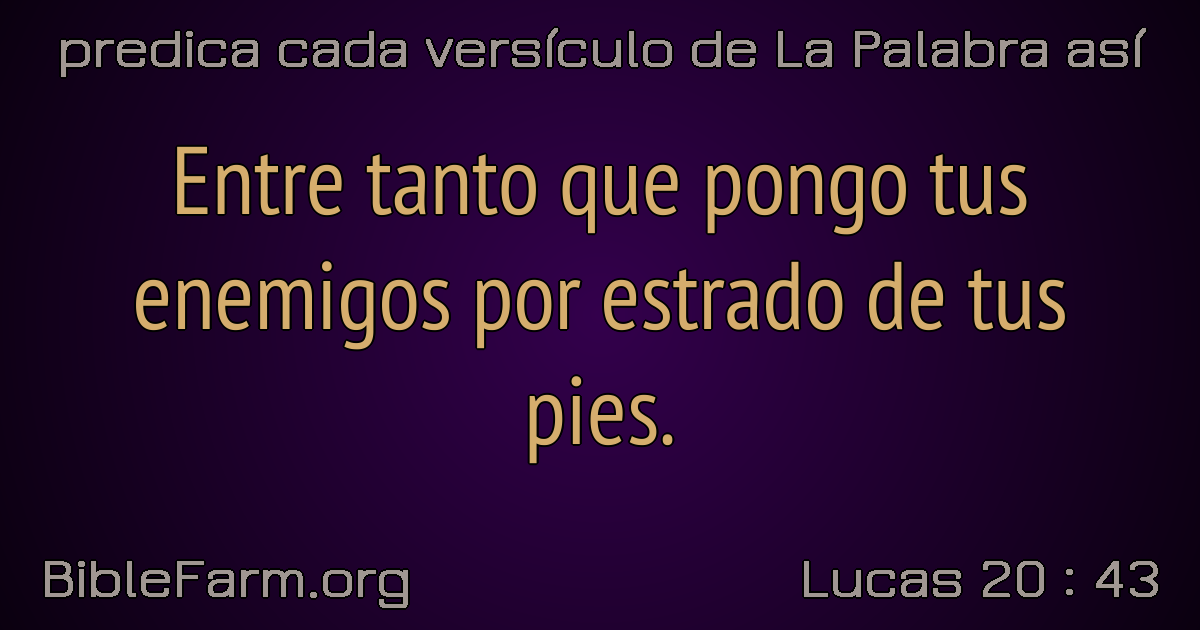 predica cada versículo de La Palabra así
Entre tanto que pongo tus
enemigos por estrado de tus
pies.
BibleFarm.org
Lucas 20 : 43